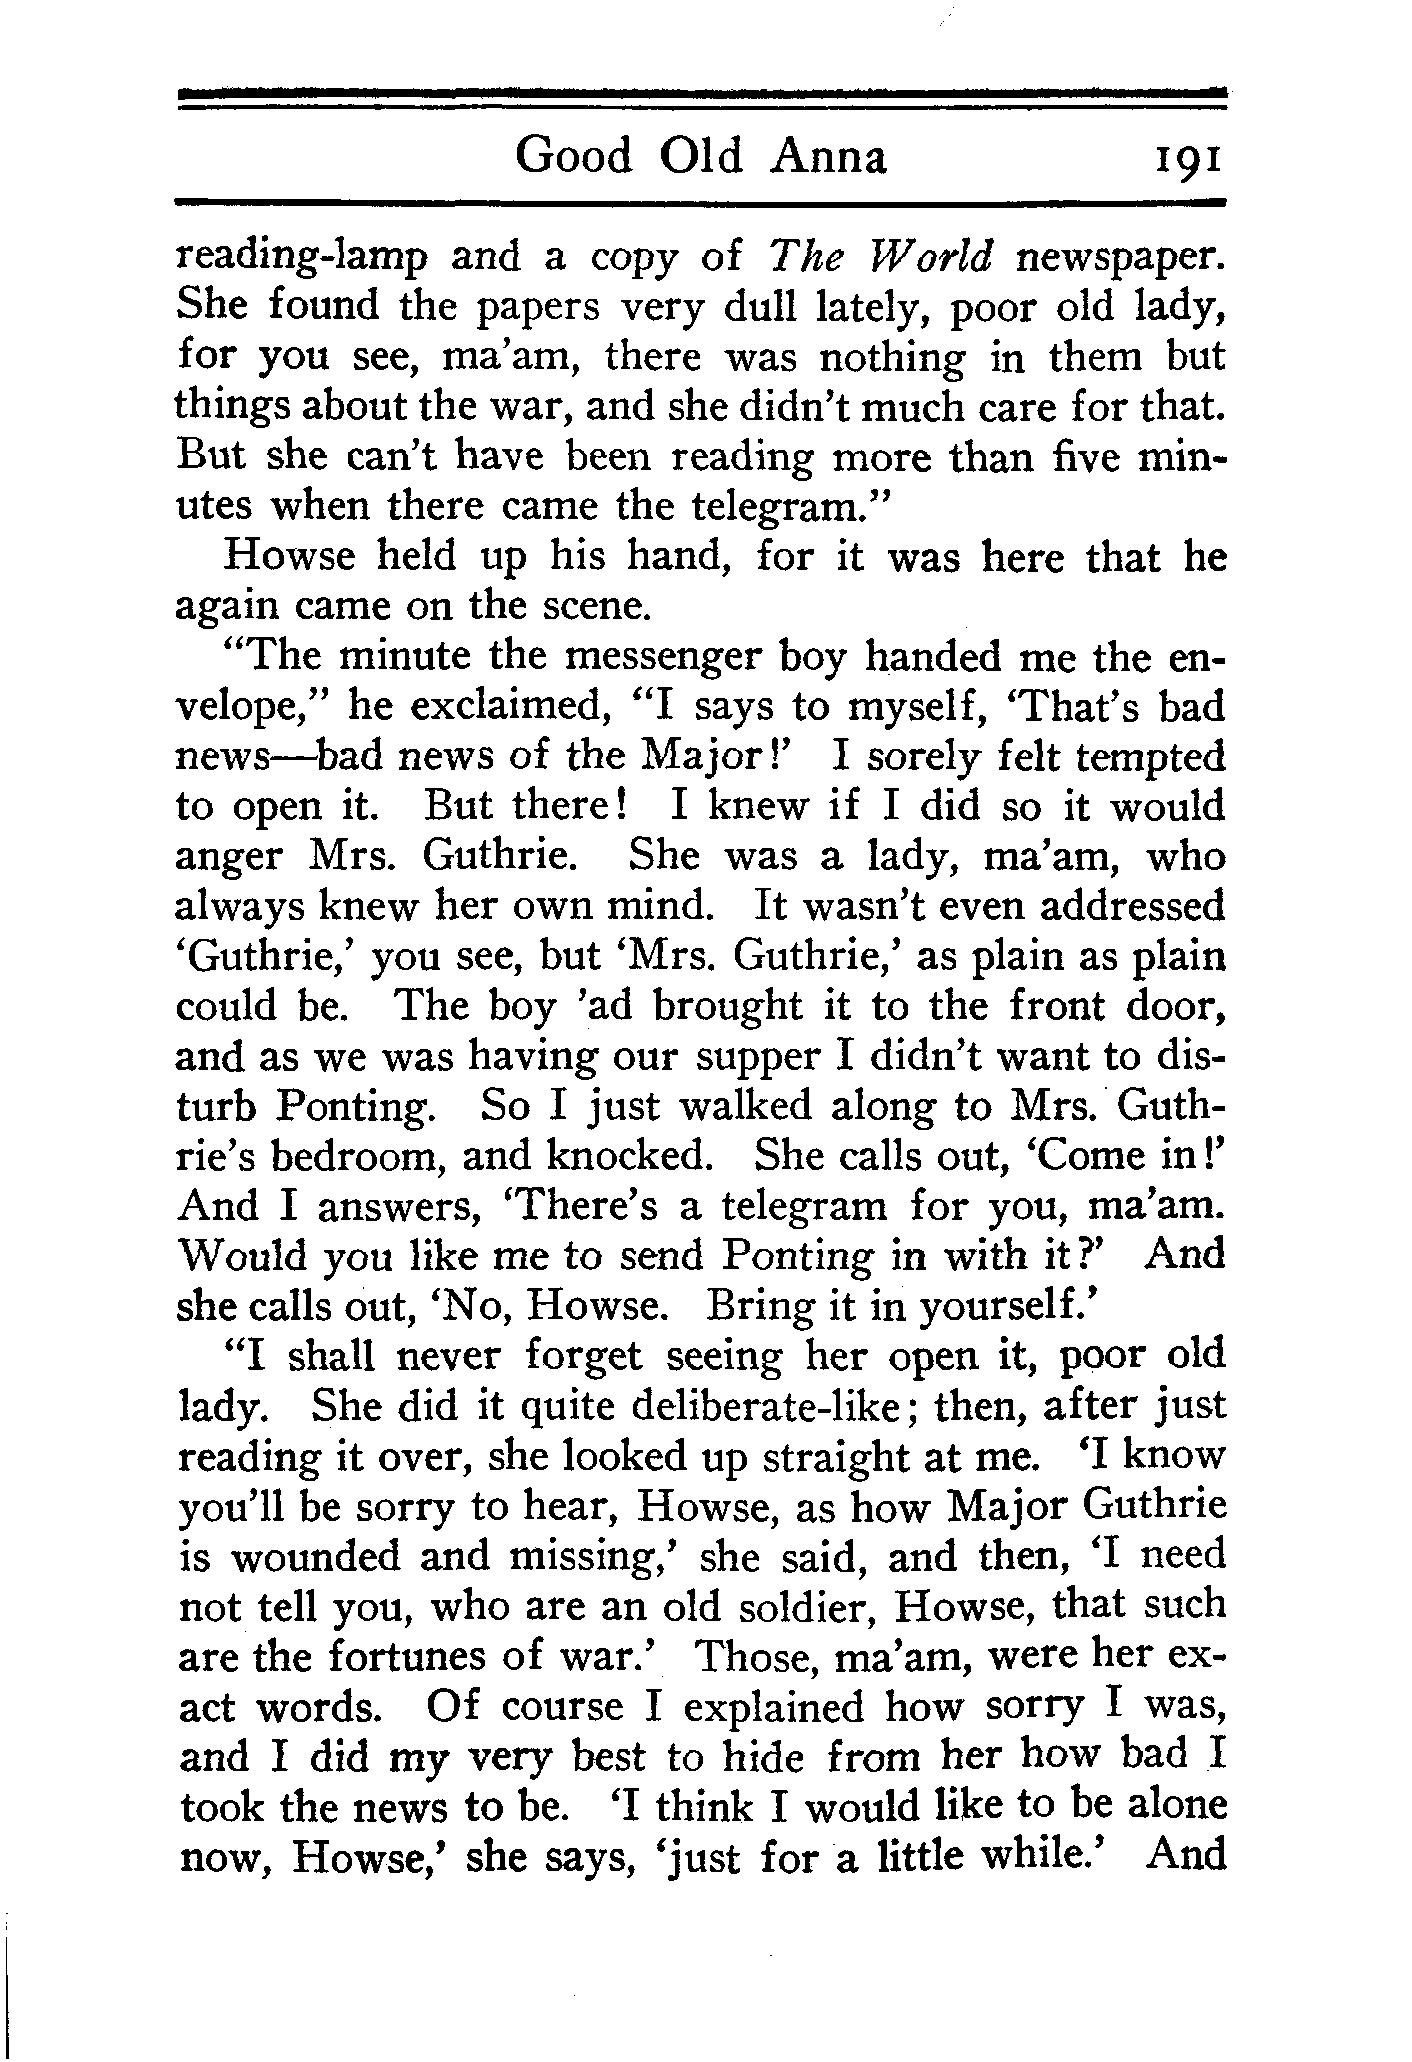 Good Old Anna 191
reading-lamp and a copy of The World newspaper.
She found the papers very dull lately, poor old lady,
for you see, ma’am, there was nothing in them but
things about the war, and she didn’t much care for that.
But she can’t have been reading more than five min-
utes when there came the telegram.”
Howse held up his hand, for it was here that he
again came on the scene.
“The minute the messenger boy handed me the en-
velope,” he exclaimed, “I says to myself, ‘That’s bad
news—bad news of the Major!’ I sorely felt tempted
to open it. But there! I knew if I did so it would
anger Mrs. Guthrie. She was a lady, ma’am, who
always knew her own mind. It wasn’t even addressed
‘Guthrie,’ you see, but ‘Mrs. Guthrie,’ as plain as plain
could be. The boy ’ad brought it to the front door,
and as we was having our supper I didn’t want to dis-
turb Ponting. So I just walked along to Mrs. Guth-
rie’s bedroom, and knocked. She calls out, ‘Come in!’
And I answers, ‘There’s a telegram for you, ma’am.
Would you like me to send Ponting in with it?’ And
she calls out, ‘No, Howse. Bring it in yourself.’
“I shall never forget seeing her open it, poor old
lady. She did it quite deliberate-like; then, after just
reading it over, she looked up straight at me. ‘I know
you’ll be sorry to hear, Howse, as how Major Guthrie
is wounded and missing,’ she said, and then, ‘I need
not tell you, who are an old soldier, Howse, that such
are the fortunes of war.’ Those, ma’am, were her ex-
act words. Of course I explained how sorry I was,
and I did my very best to hide from her how bad I
took the news to be. ‘I think I would like to be alone
now, Howse,’ she says, ‘just for a little while.’ And